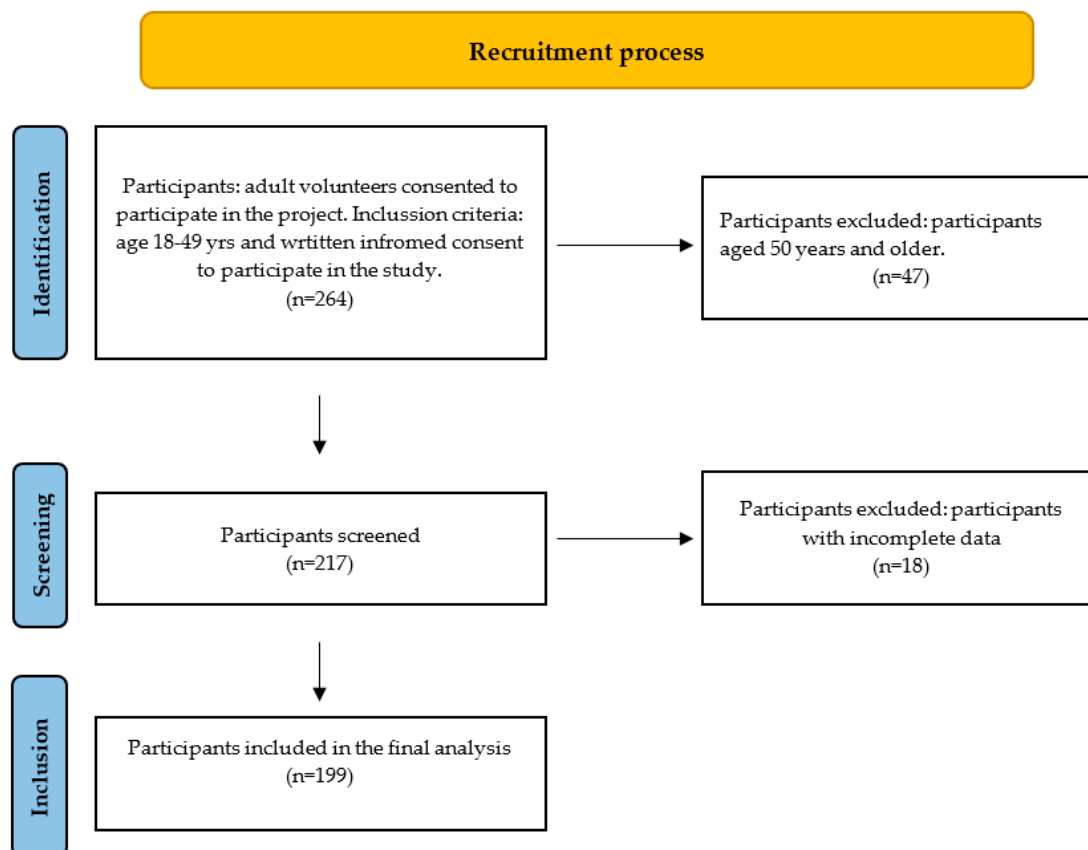 Recruitment process
Identification
Participants: adult volunteers consented to
participate in the project. Inclussion criteria:
age 18-49 yrs and wrtitten infromed consent
to participate in the study.
(n=264)
Participants excluded: participants
aged 50 years and older.
(n=47)
Screening
Participants screened
(n=217)
Participants excluded: participants
with incomplete data
(n=18)
Inclusion
Participants included in the final analysis
(n=199)